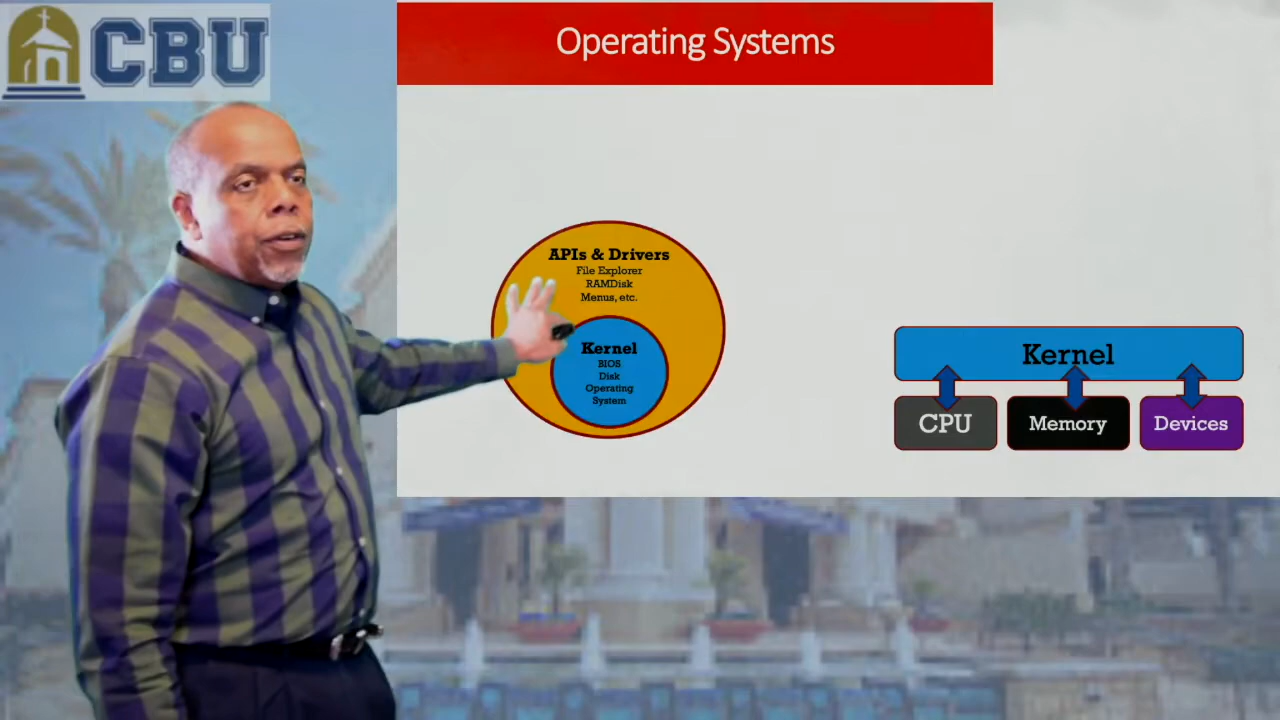 CBU
Operating Systems
APIs & Drivers
File Explorer
RAMDisk
Menus, etc.
Kernel
BIOS
Disk
Operating
System
Kernel
CPU
Memory
Devices